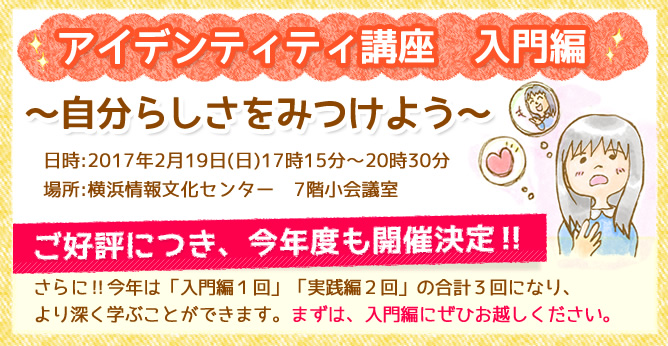 アイデンティティ講座　入門編
～自分らしさをみつけよう～
日時:2017年2月19日(日)17時15分～20時30分
場所:横浜情報文化センター　7階小会議室
ご好評につき、今年度も開催決定!!
さらに!!今年は「入門編１回」「実践編２回」の合計３回になり、
より深く学ぶことができます。まずは、入門編にぜひお越しください。